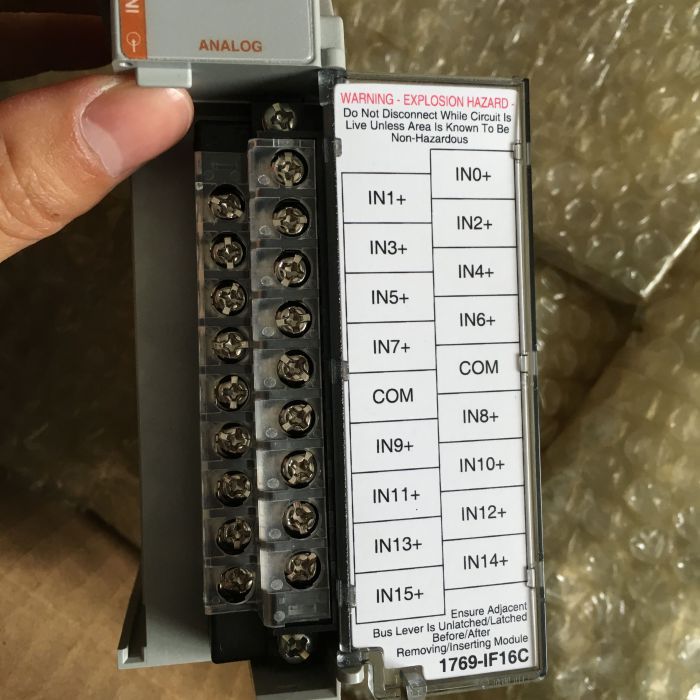 IN
ANALOG
WARNING - EXPLOSION HAZARD -
Do Not Disconnect While Circuit Is
Live Unless Area Is Known To Be
Non-Hazardous
IN0+
IN1+
IN2+
IN3+
IN4+
IN5+
IN6+
IN7+
COM
COM
IN8+
IN9+
IN10+
IN11+
IN12+
IN13+
IN14+
IN15+
Ensure Adjacent
Bus Lever Is Unlatched/Latched
Before/After
Removing/Inserting Module
1769-IF16C